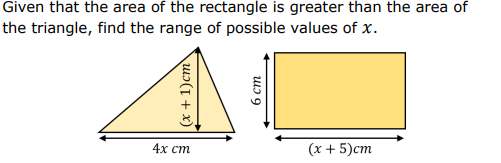 Given that the area of the rectangle is greater than the area of
the triangle, find the range of possible values of x.
(x + 1)cm
6 cm
4x cm
(x + 5)cm